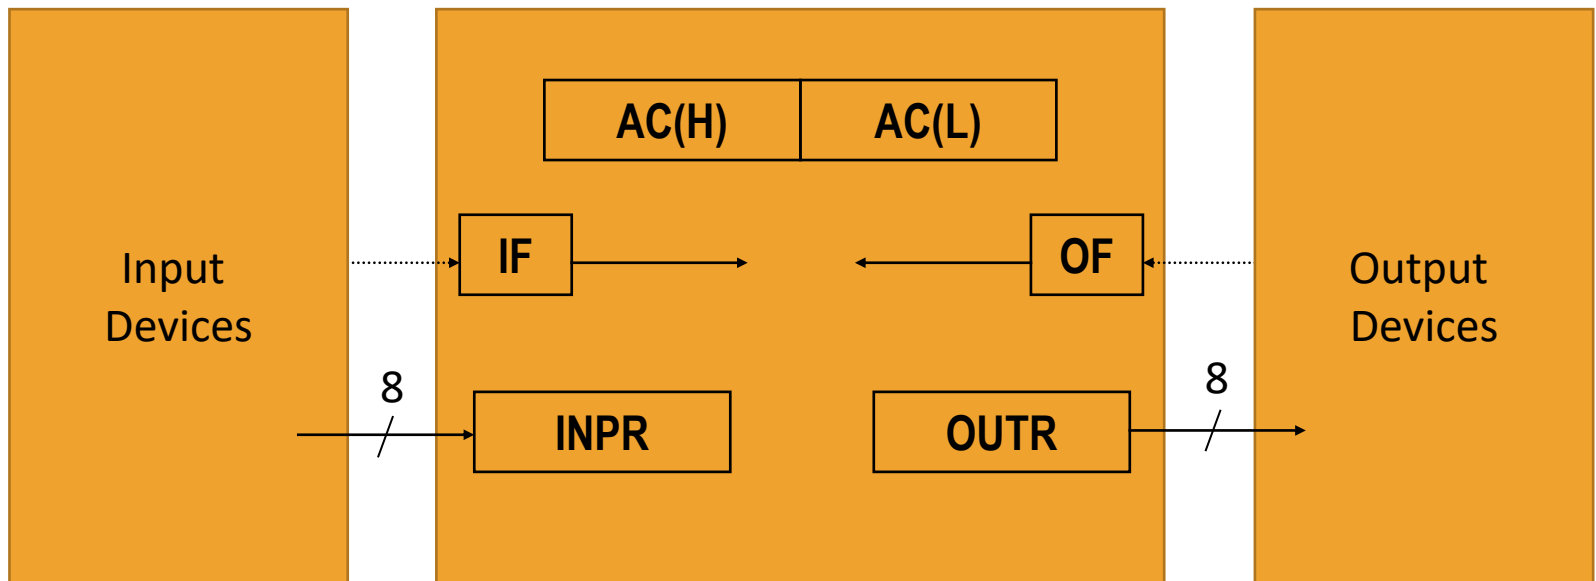 AC(H) AC(L)
IF OF
Input
Devices
Output
Devices
8 8
INPR OUTR